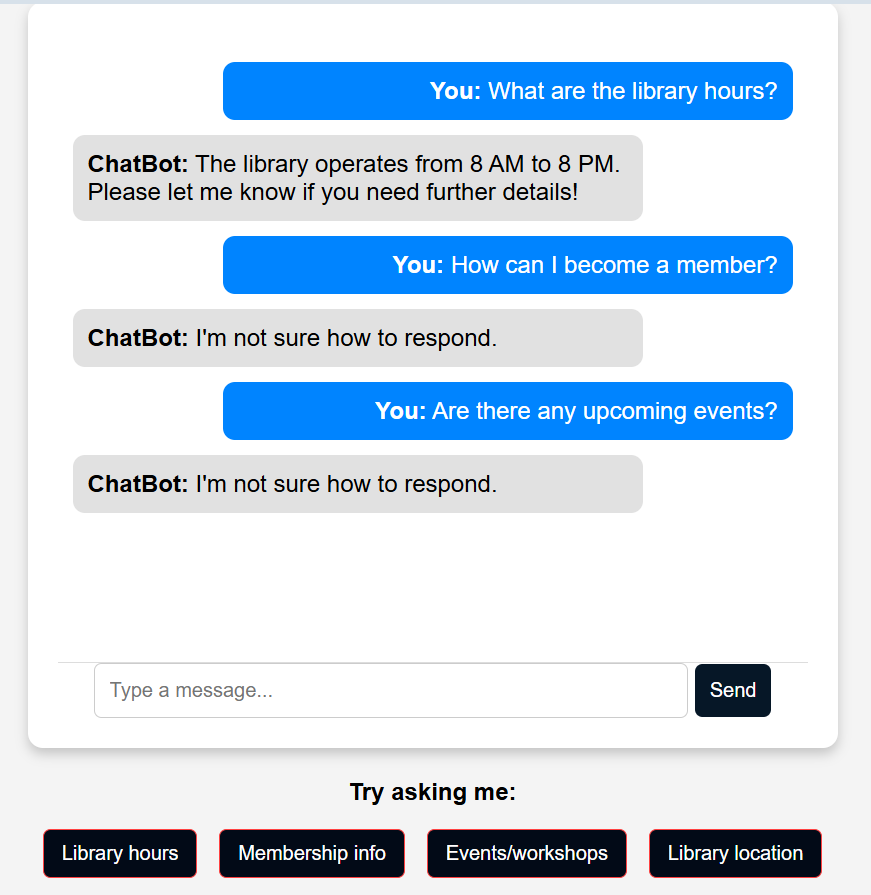 You: What are the library hours?
ChatBot: The library operates from 8 AM to 8 PM.
Please let me know if you need further details!
You: How can I become a member?
ChatBot: I'm not sure how to respond.
You: Are there any upcoming events?
ChatBot: I'm not sure how to respond.
Type a message...
Send
Try asking me:
Library hours
Membership info
Events/workshops
Library location